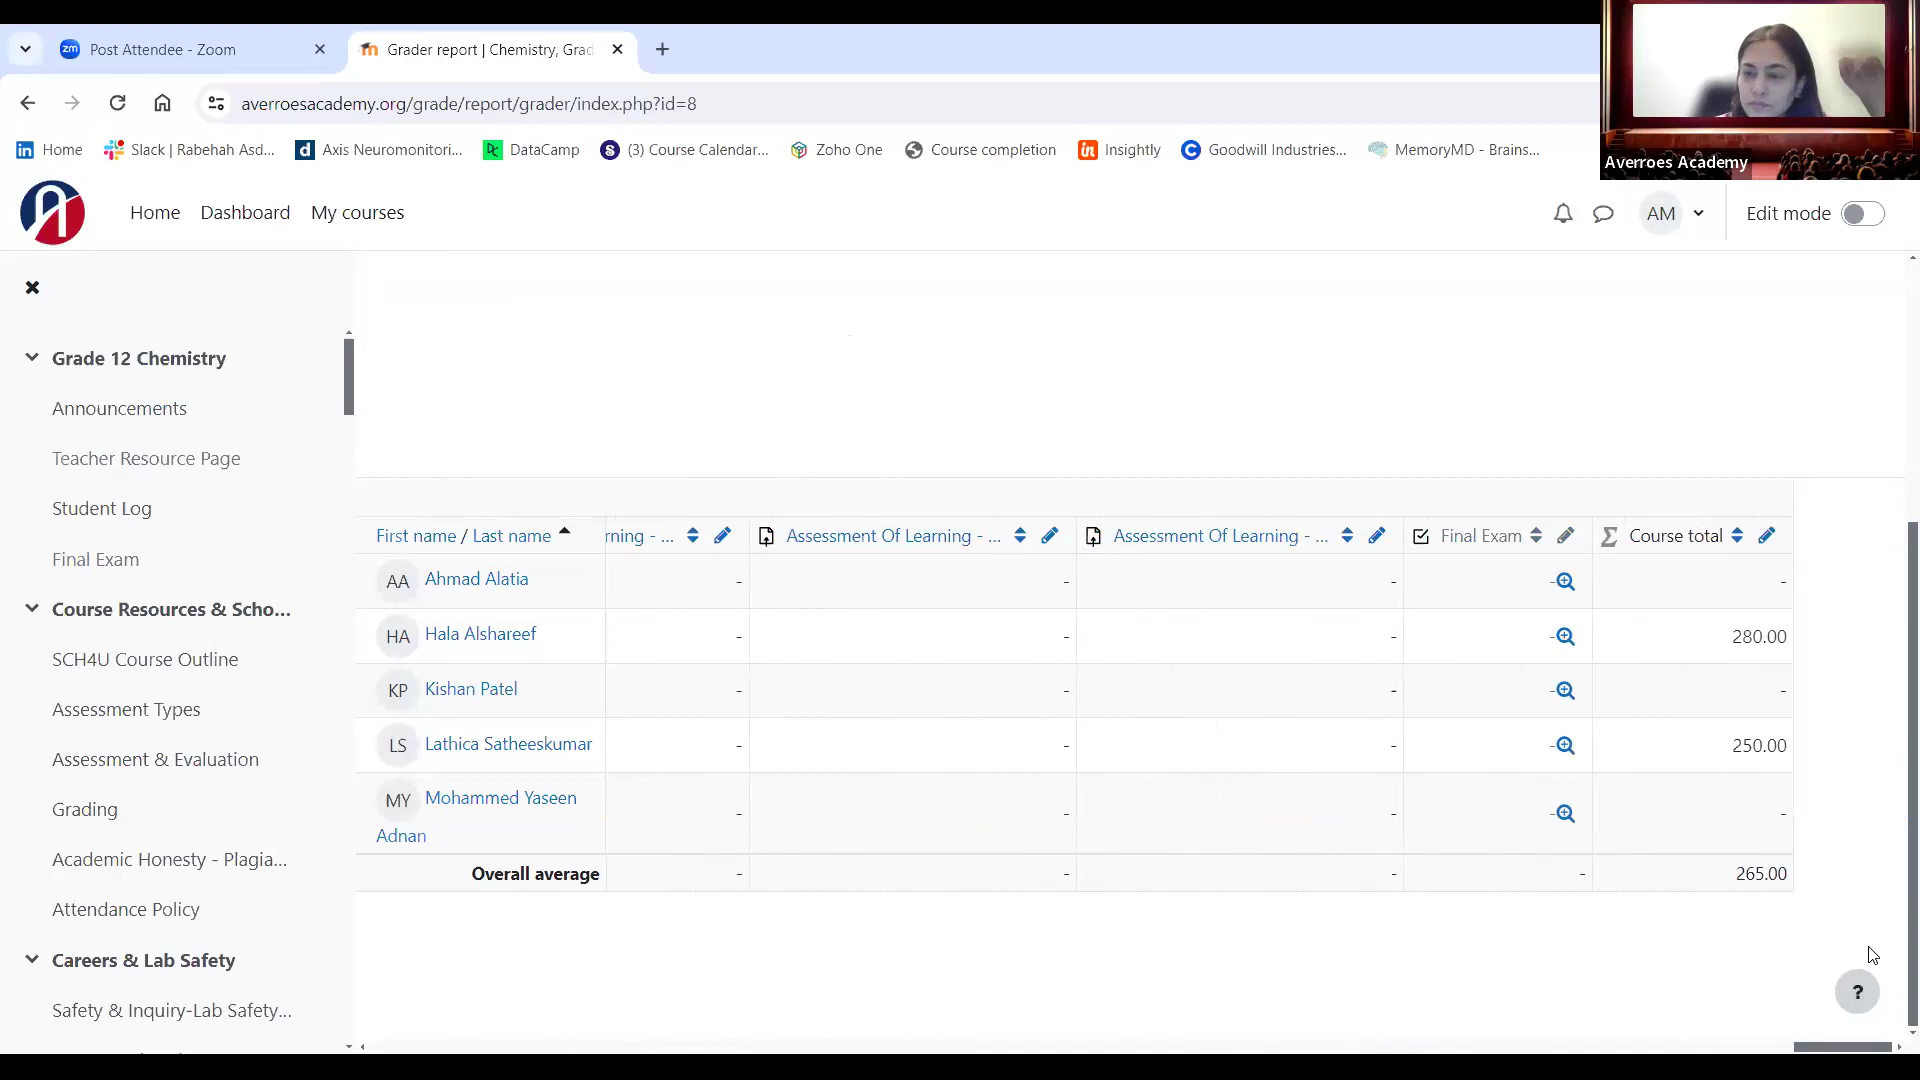 Post Attendee - Zoom
Grader report | Chemistry, Grad
averroesacademy.org/grade/report/grader/index.php?id=8
Home
Slack | Rabehah Asd...
Axis Neuromonitori...
DataCamp
(3) Course Calendar...
Zoho One
Course completion
Insightly
Goodwill Industries...
MemoryMD - Brains...
Averroes Academy
Home
Dashboard
My courses
AM
Edit mode
Grade 12 Chemistry
Announcements
Teacher Resource Page
Student Log
Final Exam
Course Resources & Scho...
SCH4U Course Outline
Assessment Types
Assessment & Evaluation
Grading
Academic Honesty - Plagia...
Attendance Policy
Careers & Lab Safety
Safety & Inquiry-Lab Safety...
First name / Last name rning - ... Assessment Of Learning - ... Assessment Of Learning - ... Final Exam Course total
AA Ahmad Alatia - - - - -
HA Hala Alshareef - - - - 280.00
KP Kishan Patel - - - - -
LS Lathica Satheeskumar - - - - 250.00
MY Mohammed Yaseen
Adnan - - - - -
Overall average - - - - 265.00
?